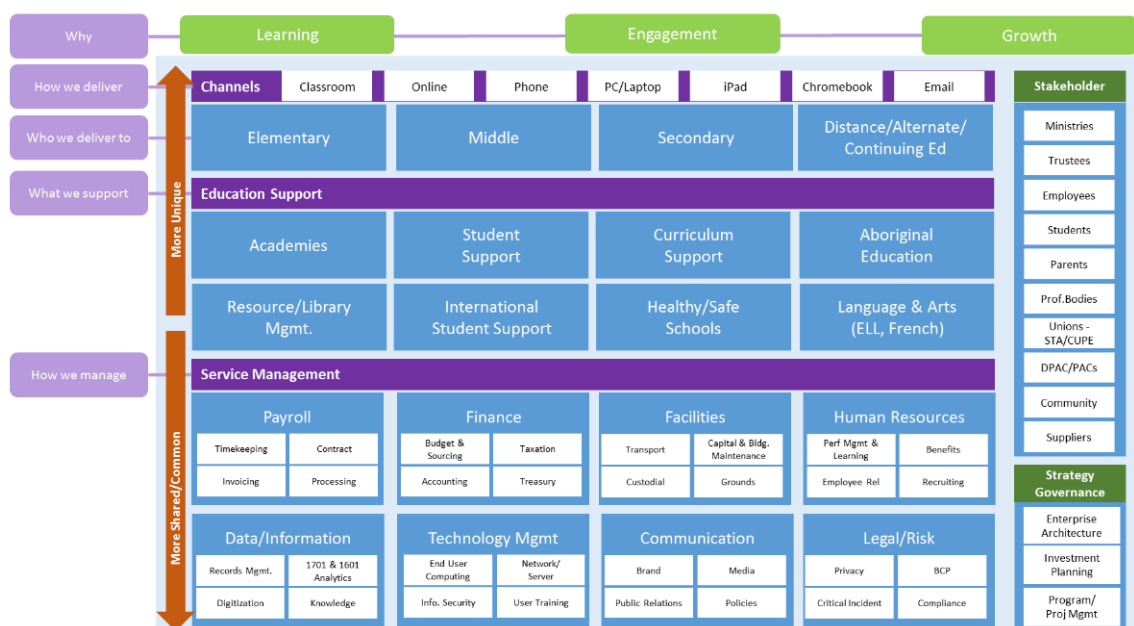 Why
Learning
Engagement
Growth
How we deliver
Channels
Classroom
Online
Phone
PC/Laptop
iPad
Chromebook
Email
Who we deliver to
Elementary
Middle
Secondary
Distance/Alternate/
Continuing Ed
What we support
Education Support
More Unique
Academies
Student
Support
Curriculum
Support
Aboriginal
Education
Resource/Library
Mgmt.
International
Student Support
Healthy/Safe
Schools
Language & Arts
(ELL, French)
How we manage
Service Management
More Shared/Common
Payroll
Timekeeping
Contract
Invoicing
Processing
Finance
Budget &
Sourcing
Taxation
Accounting
Treasury
Facilities
Transport
Capital & Bldg.
Maintenance
Custodial
Grounds
Human Resources
Perf Mgmt &
Learning
Benefits
Employee Rel
Recruiting
Data/Information
Records Mgmt.
1701 & 1601
Analytics
Digitization
Knowledge
Technology Mgmt
End User
Computing
Network/
Server
Info. Security
User Training
Communication
Brand
Media
Public Relations
Policies
Legal/Risk
Privacy
BCP
Critical Incident
Compliance
Stakeholder
Ministries
Trustees
Employees
Students
Parents
Prof.Bodies
Unions -
STA/CUPE
DPAC/PACs
Community
Suppliers
Strategy
Governance
Enterprise
Architecture
Investment
Planning
Program/
Proj Mgmt